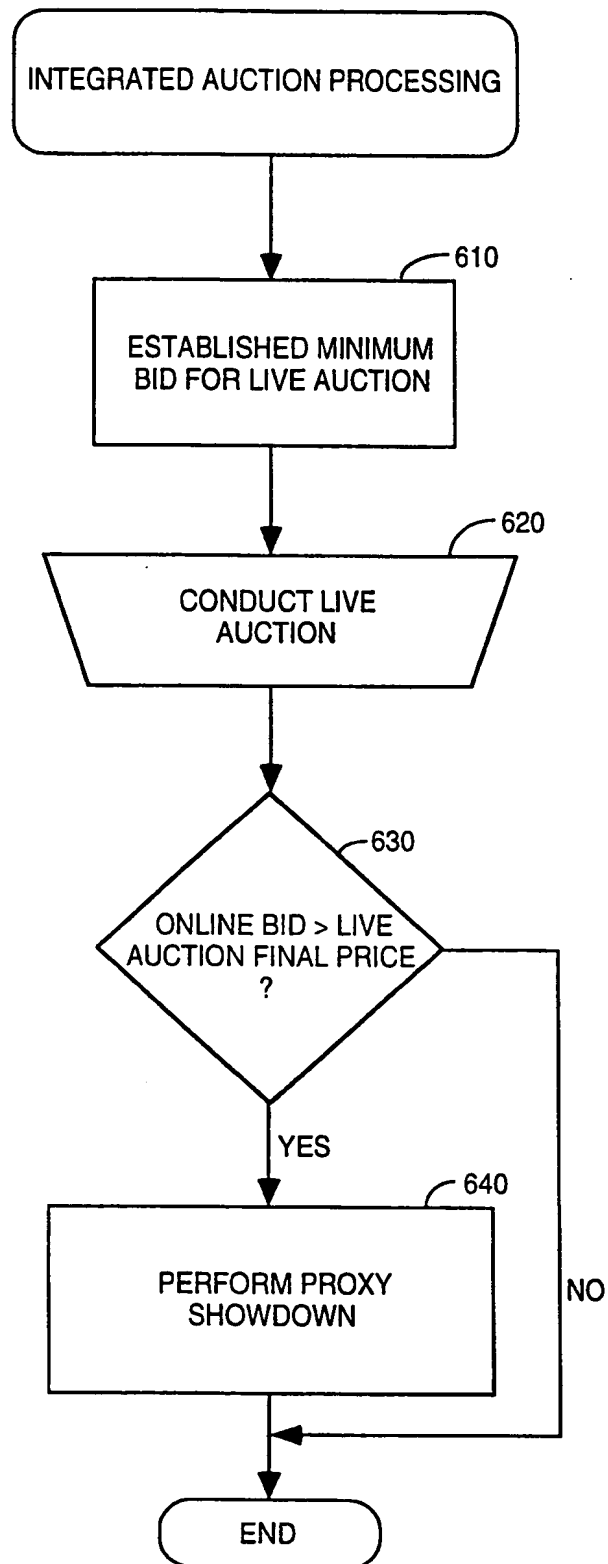 INTEGRATED AUCTION PROCESSING
610
ESTABLISHED MINIMUM
BID FOR LIVE AUCTION
620
CONDUCT LIVE
AUCTION
630
ONLINE BID > LIVE
AUCTION FINAL PRICE
?
YES
640
PERFORM PROXY
SHOWDOWN
NO
END